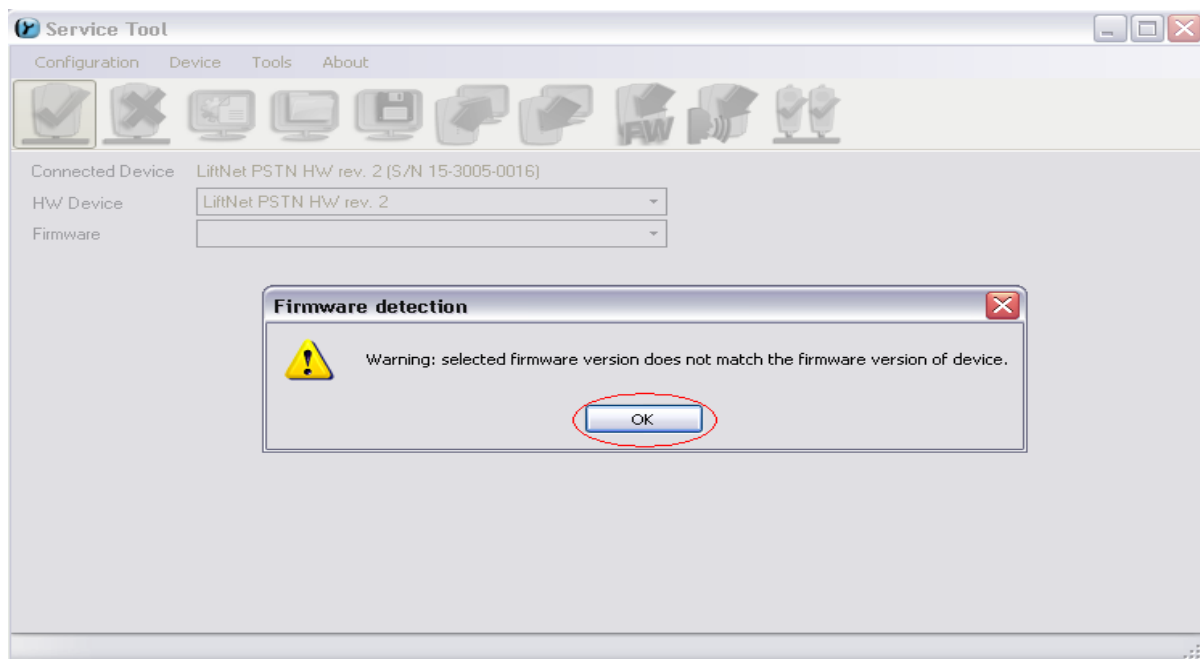 Service Tool
Configuration Device Tools About
FW
Connected Device LiftNet PSTN HW rev. 2 (S/N 15-3005-0016)
HW Device LiftNet PSTN HW rev. 2
Firmware
Firmware detection
Warning: selected firmware version does not match the firmware version of device.
OK